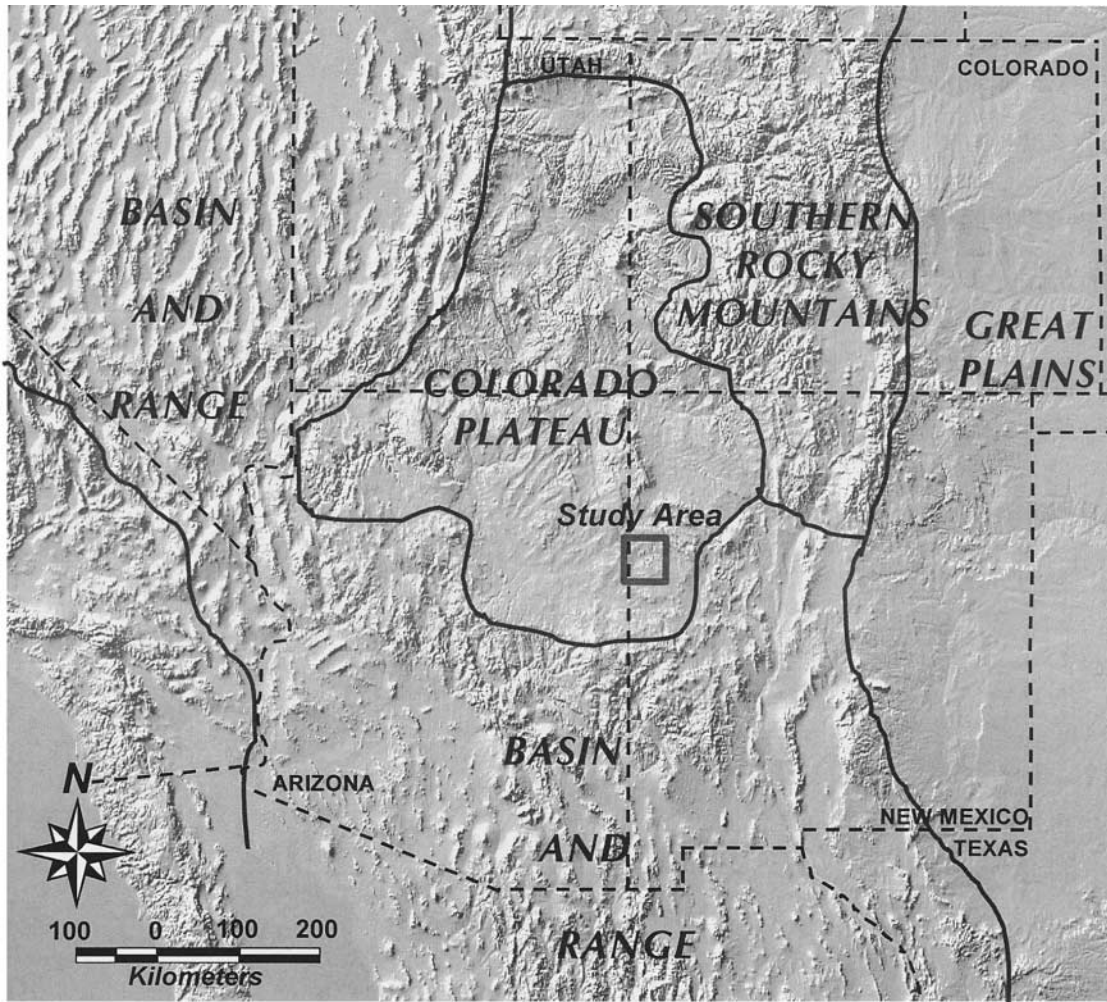 UTAH
COLORADO
BASIN
AND
RANGE
SOUTHERN
ROCKY
MOUNTAINS
GREAT
PLAINS
COLORADO
PLATEAU
Study Area
BASIN
AND
RANGE
N
ARIZONA
NEW MEXICO
TEXAS
100 0 100 200
Kilometers